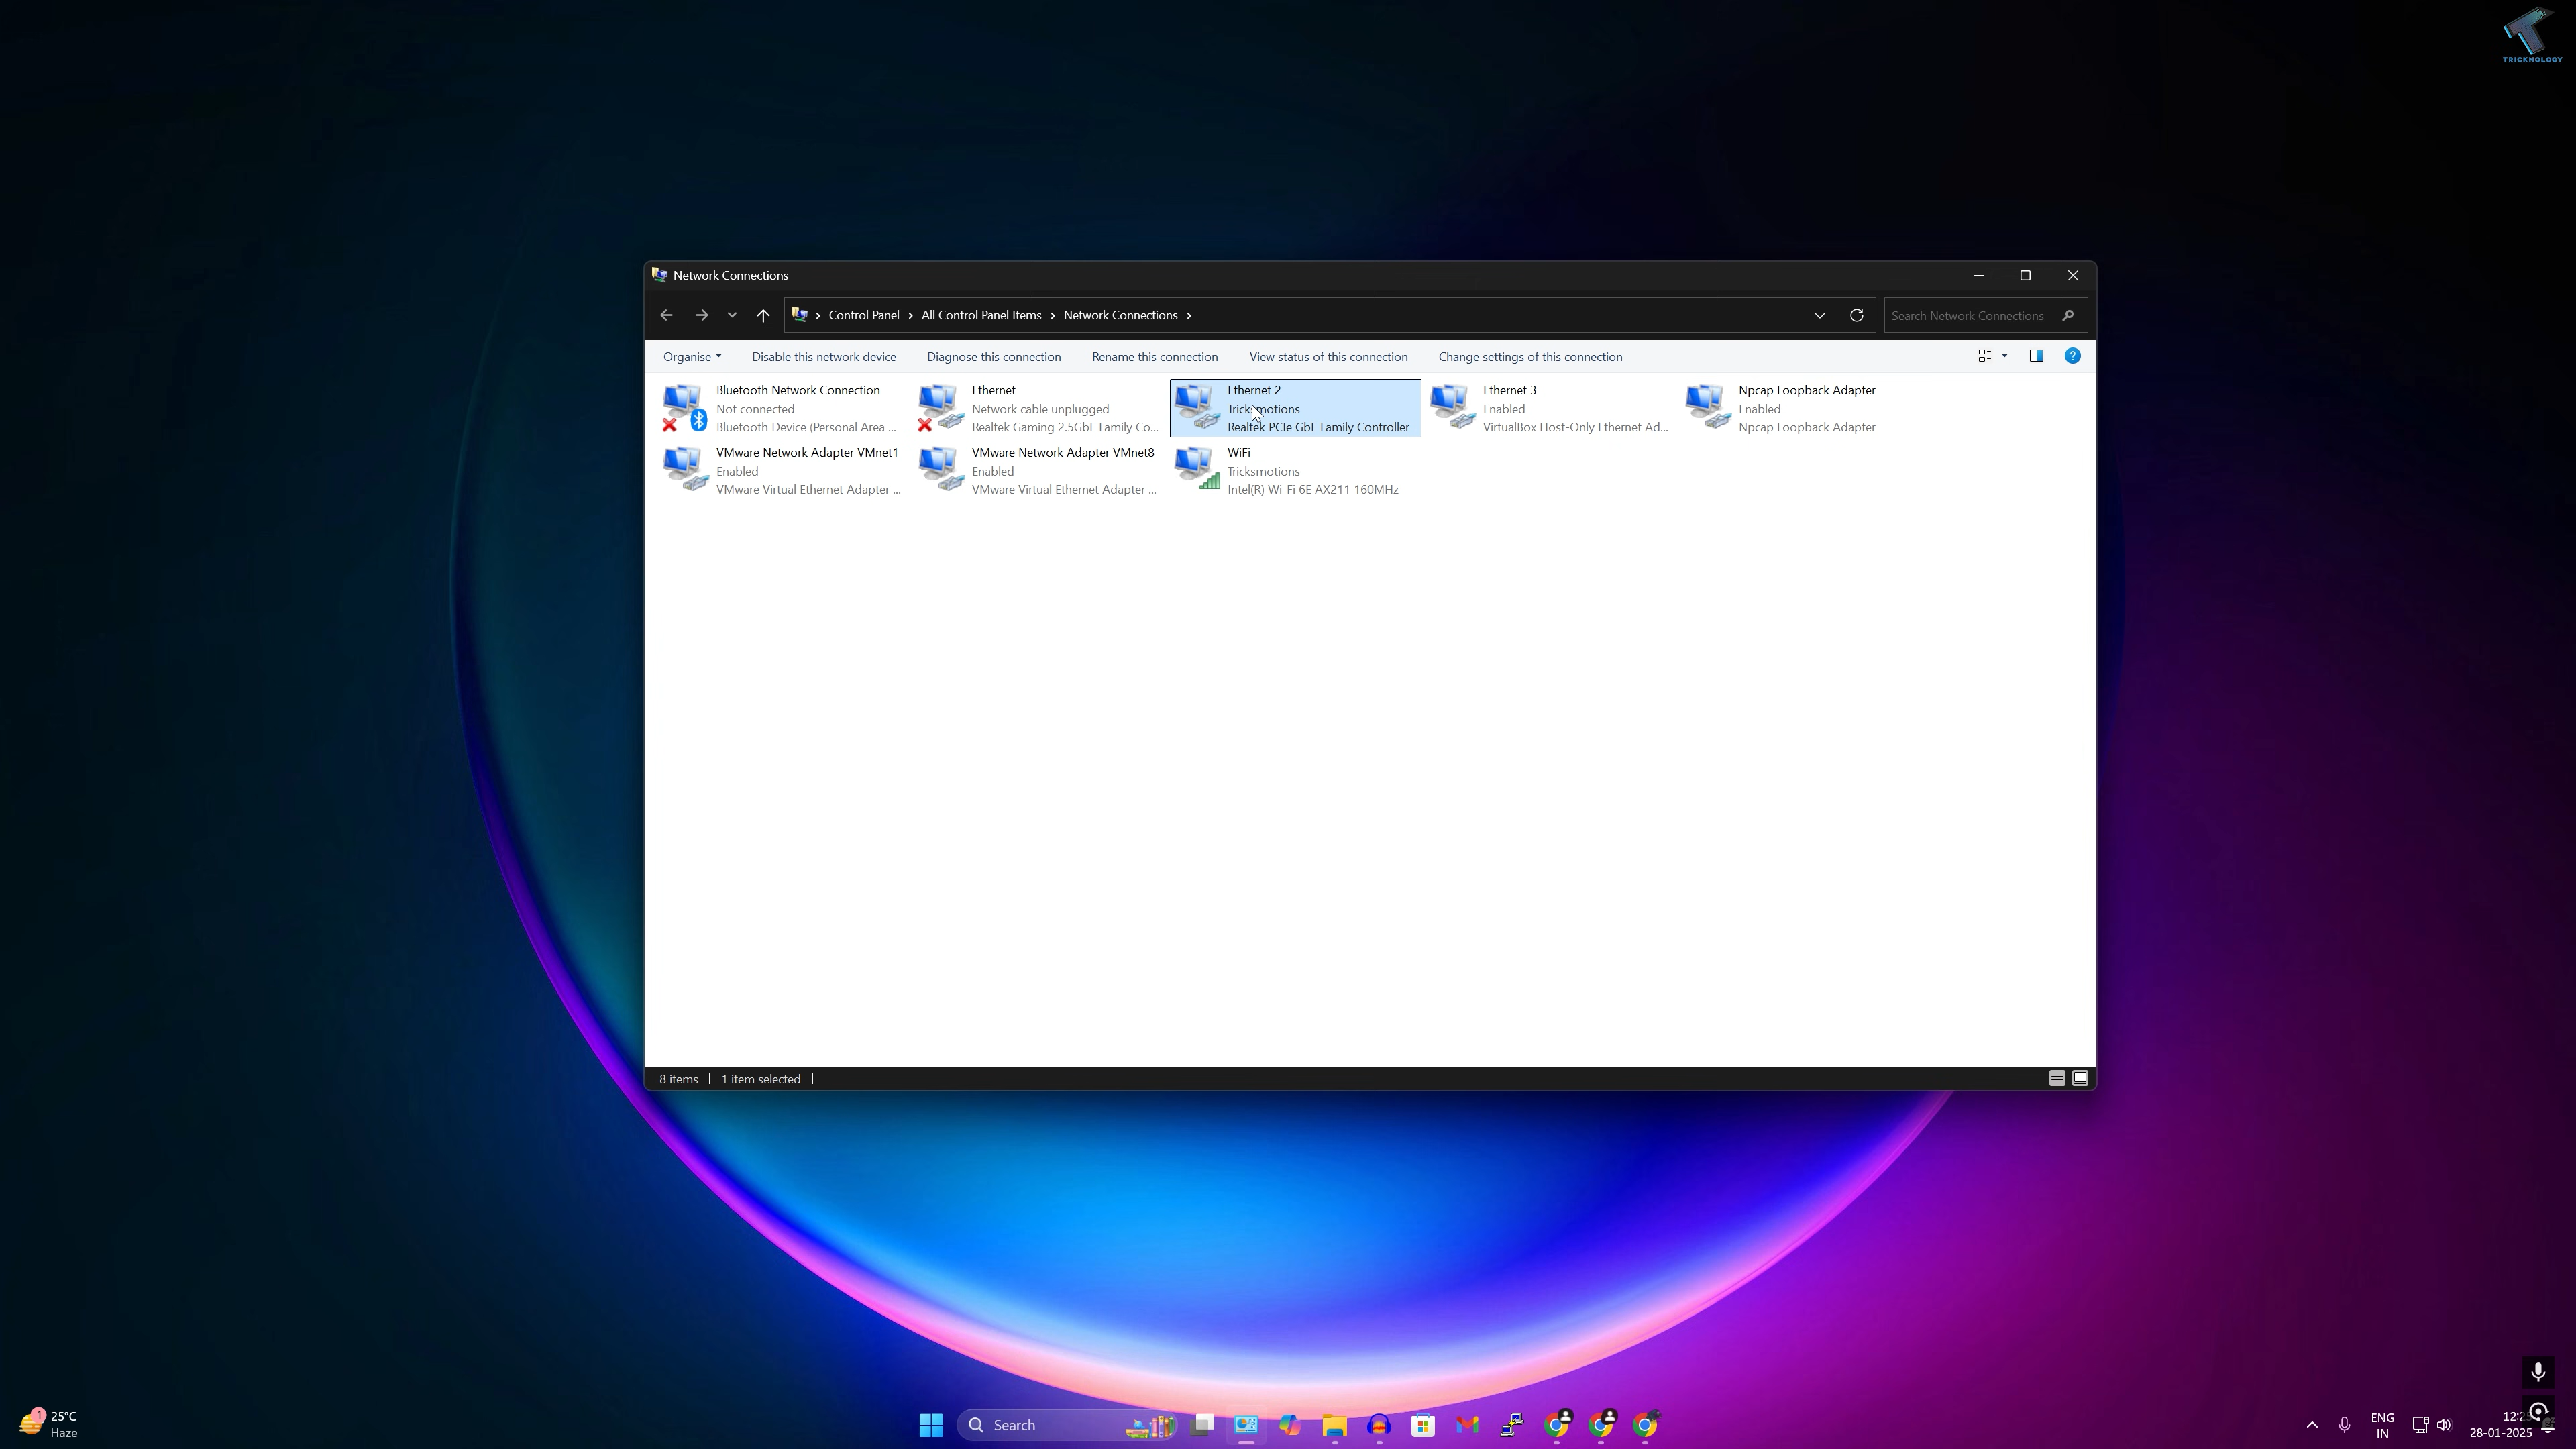 TRICKNOLOGY
Network Connections
Control Panel > All Control Panel Items > Network Connections >
Search Network Connections
Organise
Disable this network device
Diagnose this connection
Rename this connection
View status of this connection
Change settings of this connection
Bluetooth Network Connection
Not connected
Bluetooth Device (Personal Area ...
Ethernet
Network cable unplugged
Realtek Gaming 2.5GbE Family Co...
Ethernet 2
Realtek PCIe GbE Family Controller
Ethernet 3
Enabled
VirtualBox Host-Only Ethernet Ad...
Npcap Loopback Adapter
Enabled
Npcap Loopback Adapter
VMware Network Adapter VMnet1
Enabled
VMware Virtual Ethernet Adapter ...
VMware Network Adapter VMnet8
Enabled
VMware Virtual Ethernet Adapter ...
WiFi
Tricksmotions
Intel(R) Wi-Fi 6E AX211 160MHz
8 items
1 item selected
1
25°C
Haze
Search
ENG
IN
28-01-2025